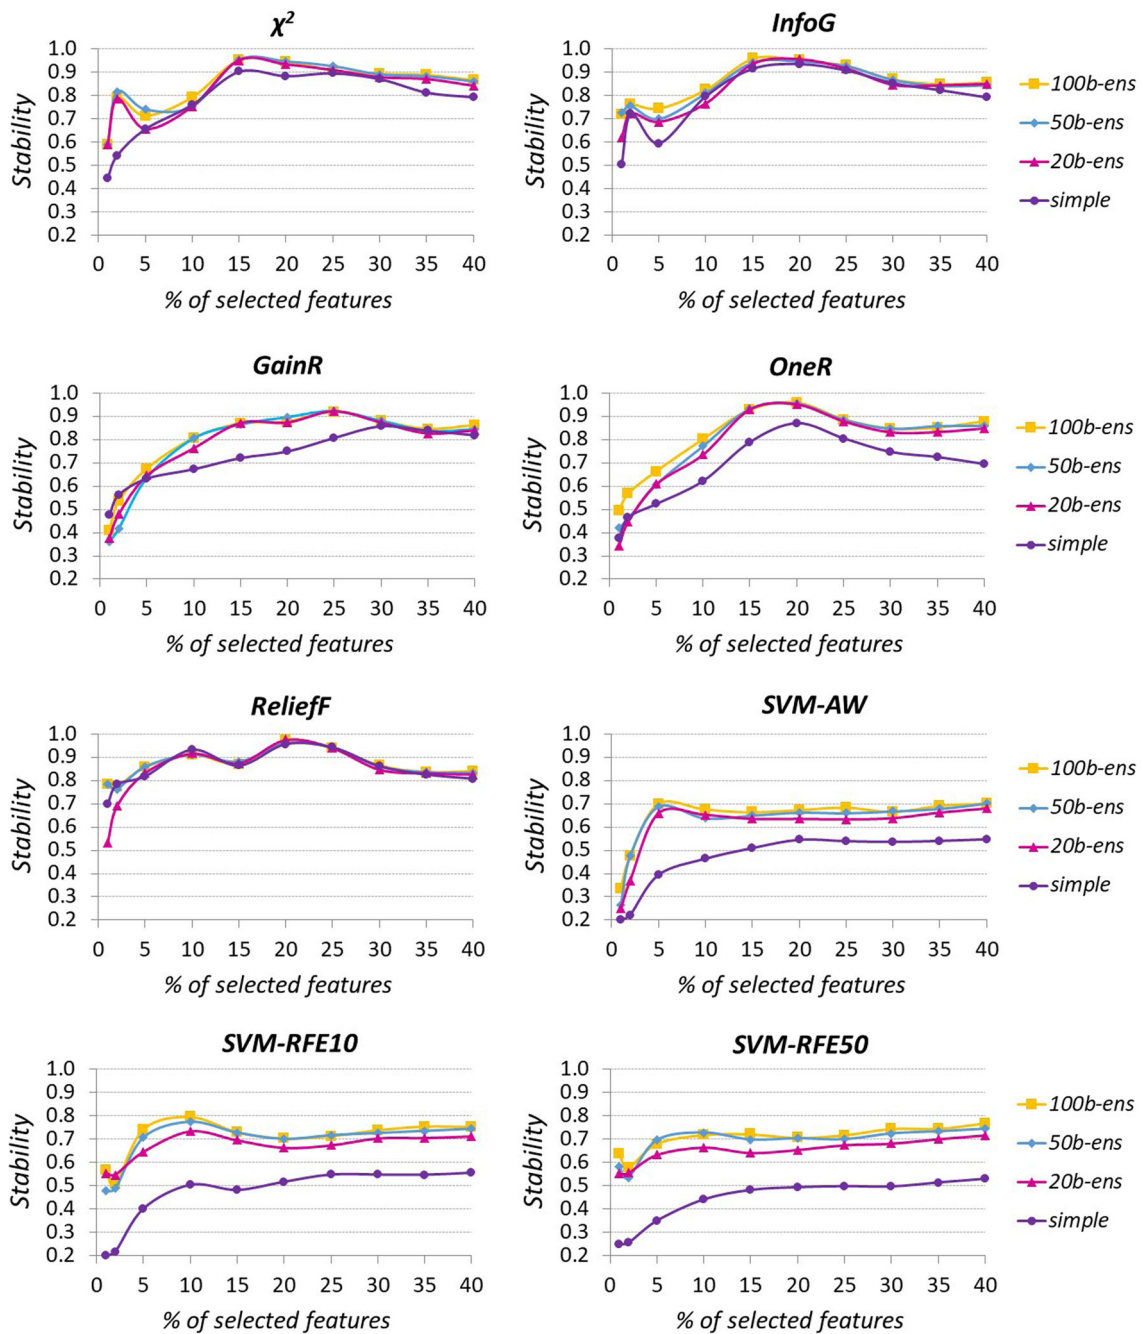 χ²
1.0
0.9
0.8
0.7
0.6
0.5
0.4
0.3
0.2
Stability
0 5 10 15 20 25 30 35 40
% of selected features
InfoG
1.0
0.9
0.8
0.7
0.6
0.5
0.4
0.3
0.2
Stability
0 5 10 15 20 25 30 35 40
% of selected features
100b-ens
50b-ens
20b-ens
simple
GainR
1.0
0.9
0.8
0.7
0.6
0.5
0.4
0.3
0.2
Stability
0 5 10 15 20 25 30 35 40
% of selected features
OneR
1.0
0.9
0.8
0.7
0.6
0.5
0.4
0.3
0.2
Stability
0 5 10 15 20 25 30 35 40
% of selected features
100b-ens
50b-ens
20b-ens
simple
ReliefF
1.0
0.9
0.8
0.7
0.6
0.5
0.4
0.3
0.2
Stability
0 5 10 15 20 25 30 35 40
% of selected features
SVM-AW
1.0
0.9
0.8
0.7
0.6
0.5
0.4
0.3
0.2
Stability
0 5 10 15 20 25 30 35 40
% of selected features
100b-ens
50b-ens
20b-ens
simple
SVM-RFE10
1.0
0.9
0.8
0.7
0.6
0.5
0.4
0.3
0.2
Stability
0 5 10 15 20 25 30 35 40
% of selected features
SVM-RFE50
1.0
0.9
0.8
0.7
0.6
0.5
0.4
0.3
0.2
Stability
0 5 10 15 20 25 30 35 40
% of selected features
100b-ens
50b-ens
20b-ens
simple